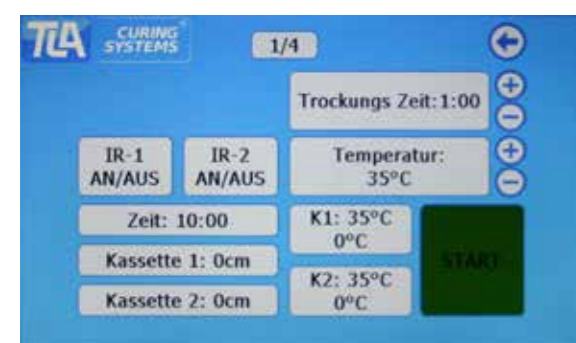 TLA CURING
SYSTEMS
1/4
Trockungs Zeit: 1:00
IR-1
AN/AUS
IR-2
AN/AUS
Temperatur:
35°C
Zeit: 10:00
Kassette 1: 0cm
Kassette 2: 0cm
K1: 35°C
0°C
K2: 35°C
0°C
START